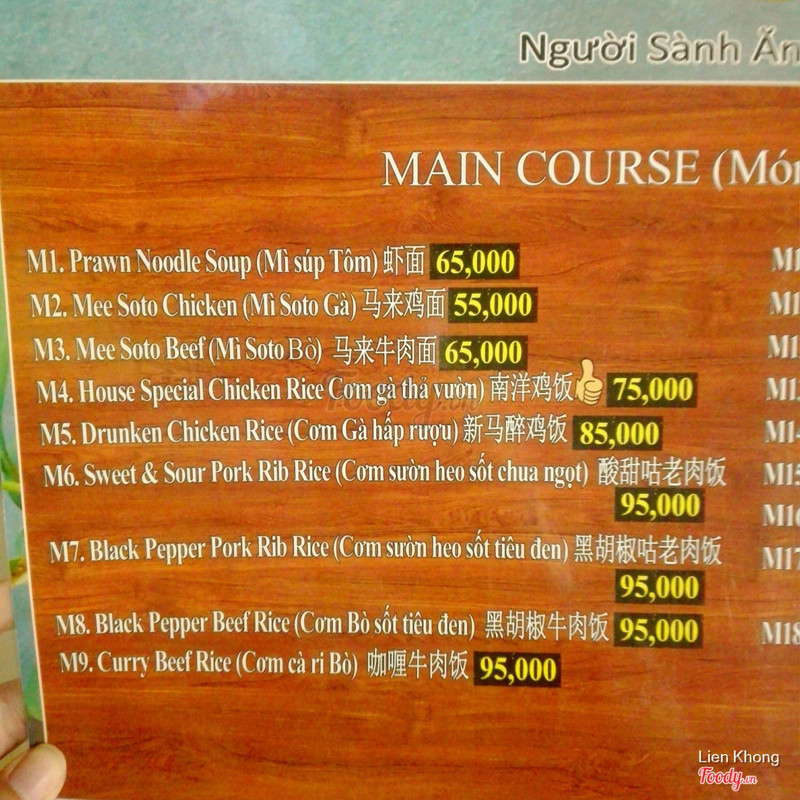 Người Sành Ăn
MAIN COURSE (Món
M1. Prawn Noodle Soup (Mì súp Tôm) 虾面 65,000
M2. Mee Soto Chicken (Mì Soto Gà) 马来鸡面 55,000
M3. Mee Soto Beef (Mì Soto Bò) 马来牛肉面 65,000
M4. House Special Chicken Rice Cơm gà thả vườn) 南洋鸡饭 75,000
M5. Drunken Chicken Rice (Cơm Gà hấp rượu) 新马醉鸡饭 85,000
M6. Sweet & Sour Pork Rib Rice (Cơm sườn heo sốt chua ngọt) 酸甜咕老肉饭
95,000
M7. Black Pepper Pork Rib Rice (Cơm sườn heo sốt tiêu đen) 黑胡椒咕老肉饭
95,000
M8. Black Pepper Beef Rice (Cơm Bò sốt tiêu đen) 黑胡椒牛肉饭 95,000
M9. Curry Beef Rice (Cơm cà ri Bò) 咖喱牛肉饭 95,000
M15
M16
M17
M18
Lien Khong
Foody.vn